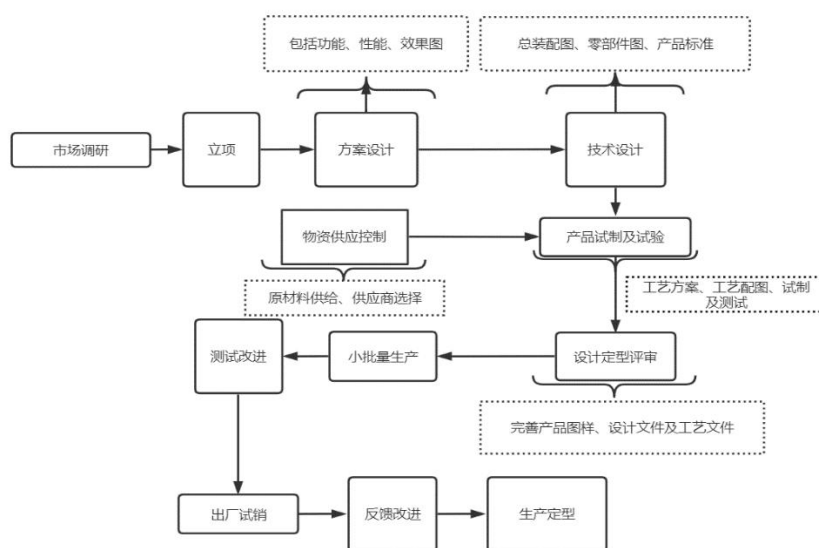 包括功能、性能、效果图
总装配图、零部件图、产品标准
市场调研
立项
方案设计
技术设计
物资供应控制
产品试制及试验
原材料供给、供应商选择
工艺方案、工艺配图、试制
及测试
测试改进
小批量生产
设计定型评审
完善产品图样、设计文件及工艺文件
出厂试销
反馈改进
生产定型